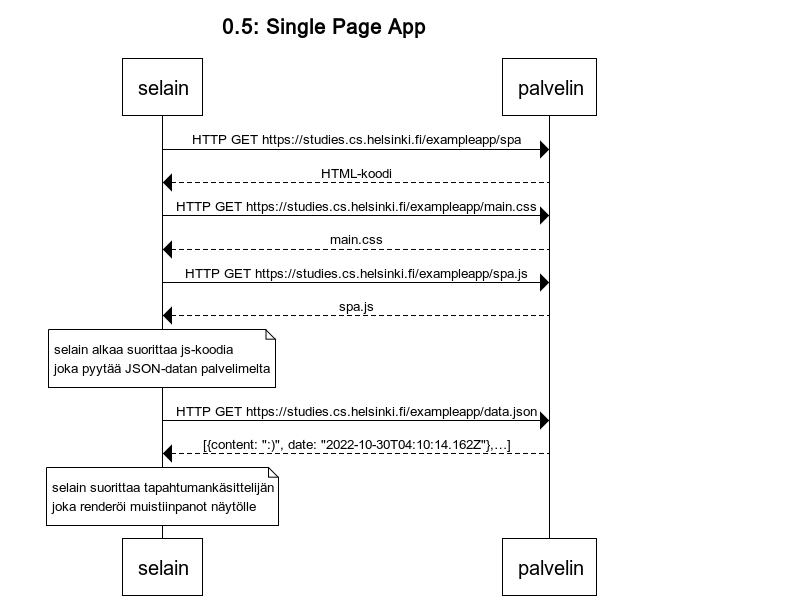 0.5: Single Page App
selain
palvelin
HTTP GET https://studies.cs.helsinki.fi/exampleapp/spa
HTML-koodi
HTTP GET https://studies.cs.helsinki.fi/exampleapp/main.css
main.css
HTTP GET https://studies.cs.helsinki.fi/exampleapp/spa.js
spa.js
selain alkaa suorittaa js-koodia
joka pyytää JSON-datan palvelimelta
HTTP GET https://studies.cs.helsinki.fi/exampleapp/data.json
[{content: ":)", date: "2022-10-30T04:10:14.162Z"},...]
selain suorittaa tapahtumankäsittelijän
joka renderöi muistiinpanot näytölle
selain
palvelin